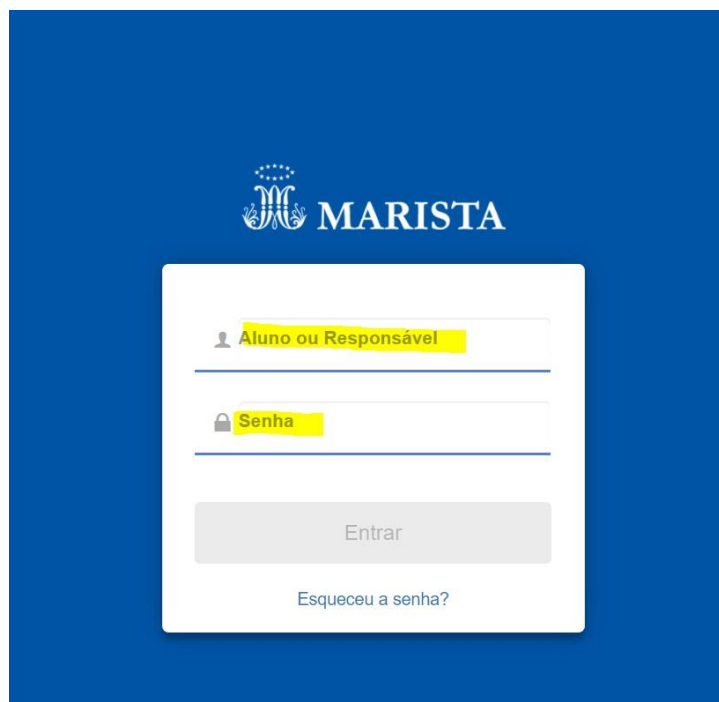 MARISTA
Aluno ou Responsável
Senha
Entrar
Esqueceu a senha?